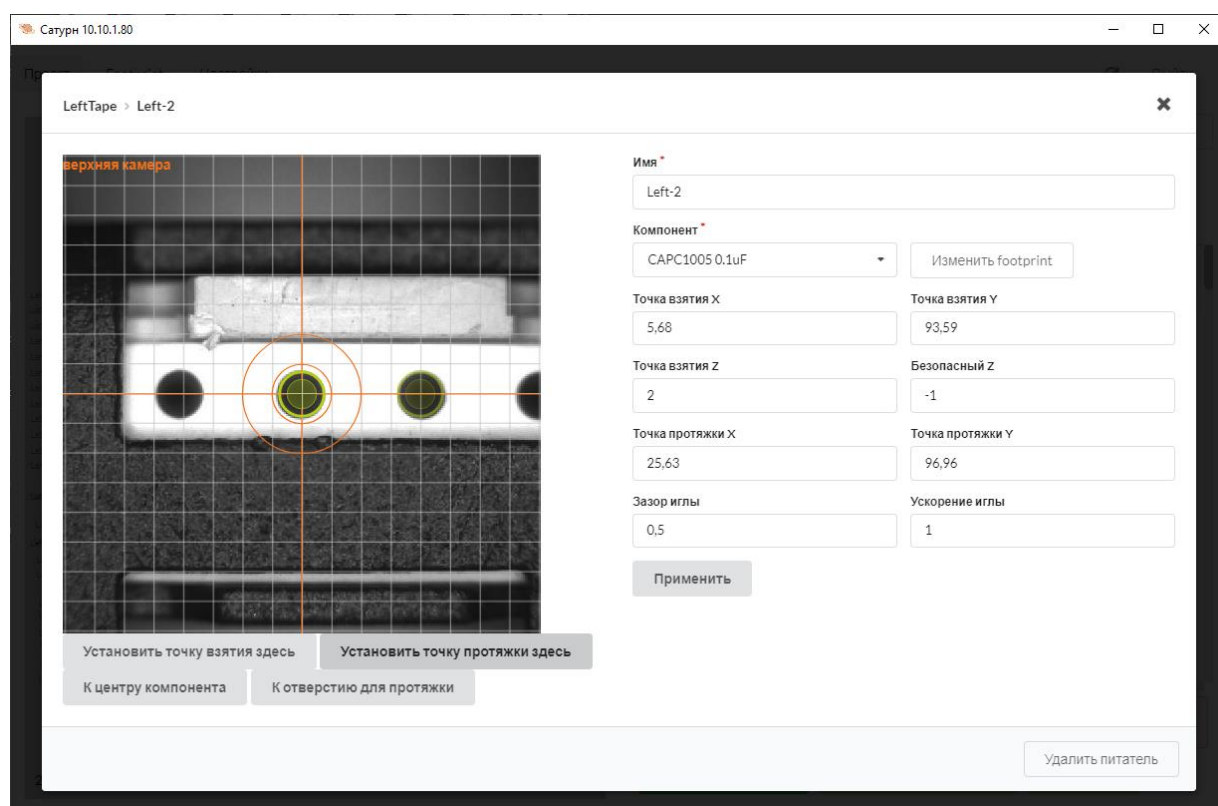 Сатурн 10.10.1.80
LeftTape > Left-2
верхняя камера
Имя *
Left-2
Компонент *
CAPC1005 0.1uF
Изменить footprint
Точка взятия X
Точка взятия Y
5,68
93,59
Точка взятия Z
Безопасный Z
2
-1
Точка протяжки X
Точка протяжки Y
25,63
96,96
Зазор иглы
Ускорение иглы
0,5
1
Применить
Установить точку взятия здесь
Установить точку протяжки здесь
К центру компонента
К отверстию для протяжки
Удалить питатель